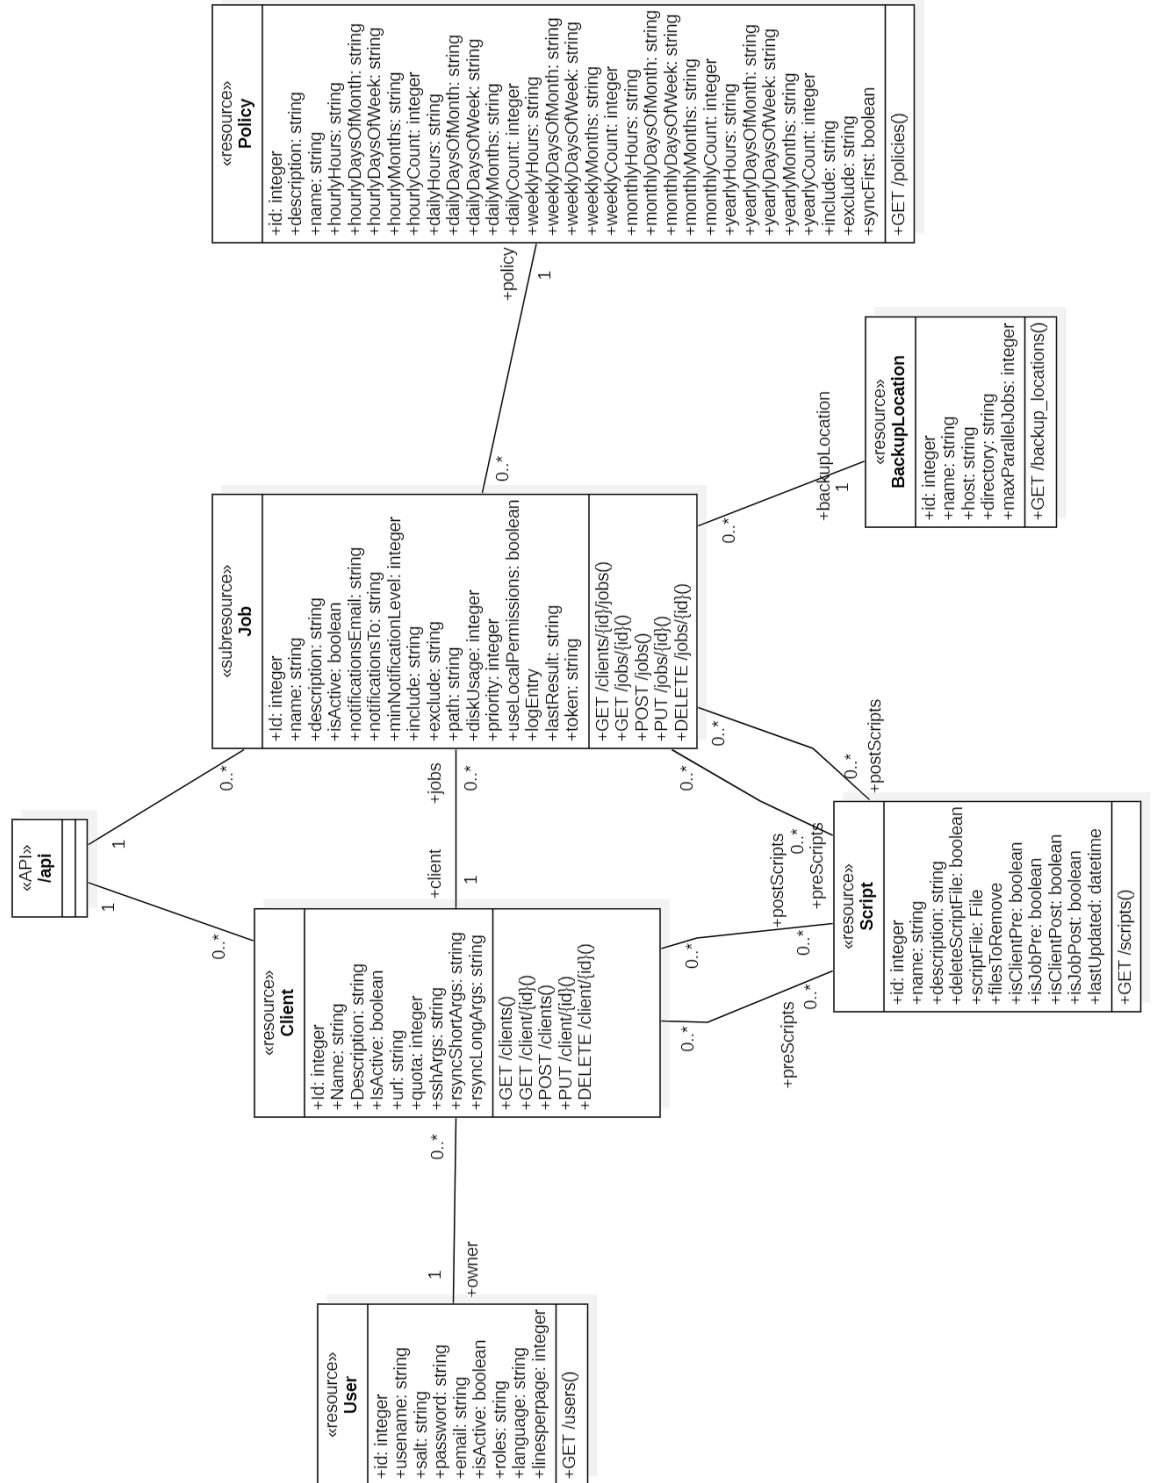 «API»
/api
1
1
0..*
0..*
«resource»
User
+id: integer
+usename: string
+salt: string
+password: string
+email: string
+isActive: boolean
+roles: string
+language: string
+linesperpage: integer
+GET /users()
1
+owner
0..*
«resource»
Client
+Id: integer
+Name: string
+Description: string
+IsActive: boolean
+url: string
+quota: integer
+sshArgs: string
+rsyncShortArgs: string
+rsyncLongArgs: string
+GET /clients()
+GET /client/{id}()
+POST /clients()
+PUT /client/{id}()
+DELETE /client/{id}()
+client
1
+jobs
0..*
«subresource»
Job
+Id: integer
+name: string
+description: string
+isActive: boolean
+notificationsEmail: string
+notificationsTo: string
+minNotificationLevel: integer
+include: string
+exclude: string
+path: string
+diskUsage: integer
+priority: integer
+useLocalPermissions: boolean
+logEntry
+lastResult: string
+token: string
+GET /clients/{id}/jobs()
+GET /jobs/{id}()
+POST /jobs()
+PUT /jobs/{id}()
+DELETE /jobs/{id}()
0..*
+policy
1
«resource»
Policy
+id: integer
+description: string
+name: string
+hourlyHours: string
+hourlyDaysOfMonth: string
+hourlyDaysOfWeek: string
+hourlyMonths: string
+hourlyCount: integer
+dailyHours: string
+dailyDaysOfMonth: string
+dailyDaysOfWeek: string
+dailyMonths: string
+dailyCount: integer
+weeklyHours: string
+weeklyDaysOfMonth: string
+weeklyDaysOfWeek: string
+weeklyMonths: string
+weeklyCount: integer
+monthlyHours: string
+monthlyDaysOfMonth: string
+monthlyDaysOfWeek: string
+monthlyMonths: string
+monthlyCount: integer
+yearlyHours: string
+yearlyDaysOfMonth: string
+yearlyDaysOfWeek: string
+yearlyMonths: string
+yearlyCount: integer
+include: string
+exclude: string
+syncFirst: boolean
+GET /policies()
0..*
0..*
+preScripts
0..*
+postScripts
0..*
0..*
0..*
+preScripts
0..*
+postScripts
0..*
0..*
+backupLocation
1
«resource»
Script
+id: integer
+name: string
+description: string
+deleteScriptFile: boolean
+scriptFile: File
+filesToRemove
+isClientPre: boolean
+isJobPre: boolean
+isClientPost: boolean
+isJobPost: boolean
+lastUpdated: datetime
+GET /scripts()
«resource»
BackupLocation
+id: integer
+name: string
+host: string
+directory: string
+maxParallelJobs: integer
+GET /backup_locations()